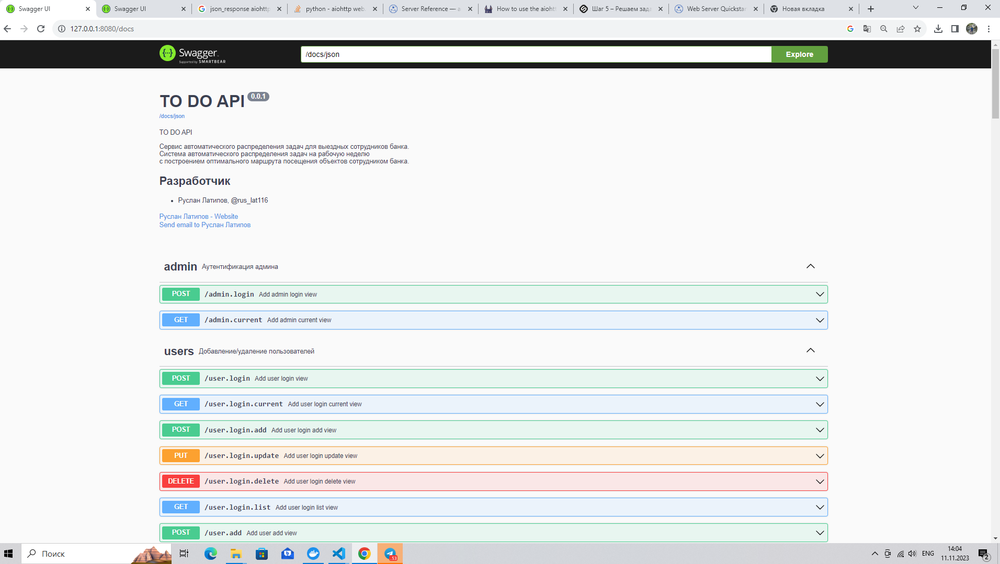 Swagger UI
Swagger UI
json_response aiohttp
python - aiohttp web.
Server Reference — a
How to use the aiohtt
Шаг 5 – Решаем зада
Web Server Quickstar
Новая вкладка
127.0.0.1:8080/docs
Swagger
Supported by SMARTBEAR
/docs/json
Explore
TO DO API 0.0.1
/docs/json
TO DO API
Сервис автоматического распределения задач для выездных сотрудников банка.
Система автоматического распределения задач на рабочую неделю
с построением оптимального маршрута посещения объектов сотрудником банка.
Разработчик
Руслан Латипов, @rus_lat116
Руслан Латипов - Website
Send email to Руслан Латипов
admin Аутентификация админа
POST /admin.login Add admin login view
GET /admin.current Add admin current view
users Добавление/удаление пользователей
POST /user.login Add user login view
GET /user.login.current Add user login current view
POST /user.login.add Add user login add view
PUT /user.login.update Add user login update view
DELETE /user.login.delete Add user login delete view
GET /user.login.list Add user login list view
POST /user.add Add user add view
Поиск
..53
ENG
14:04
11.11.2023
2